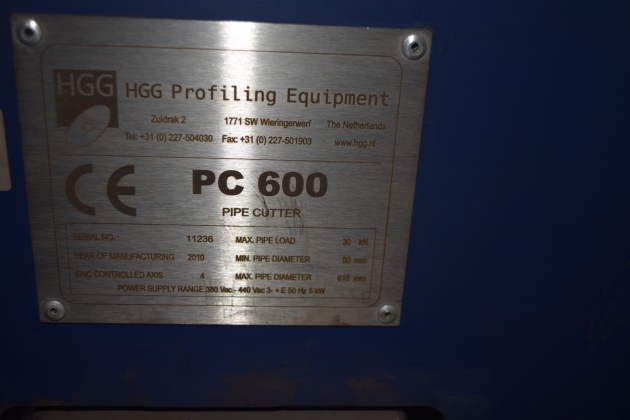 HGG
HGG Profiling Equipment
Zuidrak 2 1771 SW Wieringerwerf The Netherlands
Tel: +31 (0) 227-504030 Fax: +31 (0) 227-501903 www.hgg.nl
CE PC 600
PIPE CUTTER
SERIAL NO.: 11236 MAX. PIPE LOAD 30 kN
YEAR OF MANUFACTURING 2010 MIN. PIPE DIAMETER 50 mm
CNC CONTROLLED AXIS 4 MAX. PIPE DIAMETER 610 mm
POWER SUPPLY RANGE 380 Vac - 440 Vac 3- + E 50 Hz 5 kW